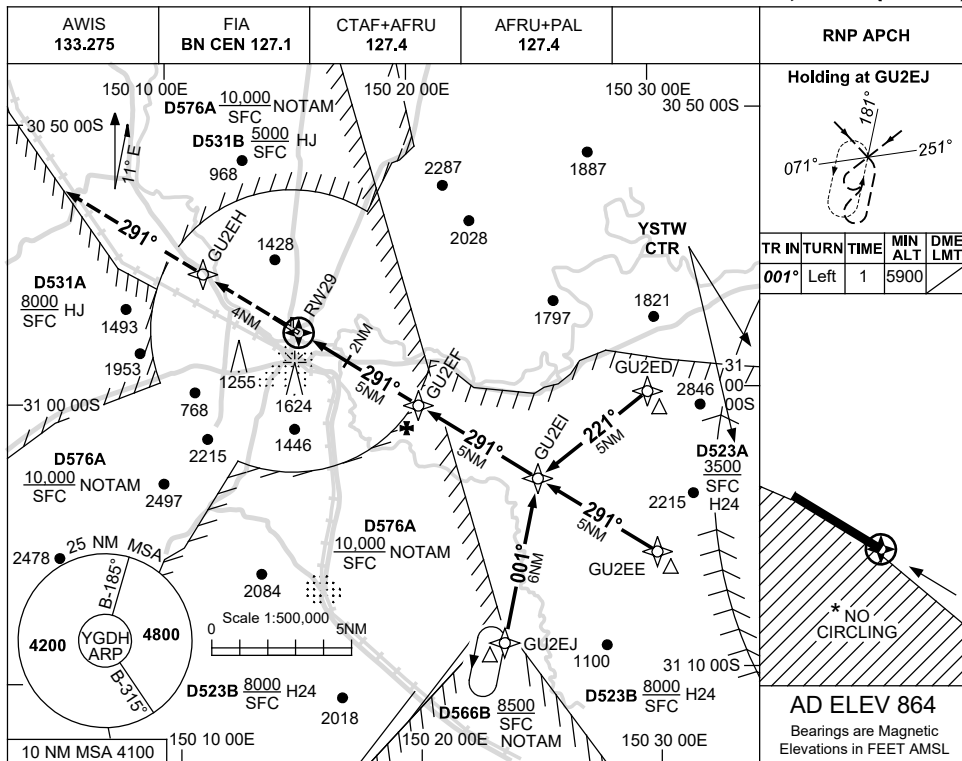 AWIS
133.275
FIA
BN CEN 127.1
CTAF+AFRU
127.4
AFRU+PAL
127.4
RNP APCH
150 10 00E
150 20 00E
150 30 00E
30 50 00S
30 50 00S
D576A 10,000 SFC NOTAM
D531B 5000 SFC HJ
11° E
968
2287
1887
2028
291°
GU2EH
1428
YSTW
CTR
D531A
8000 SFC HJ
1493
4NM
RW29
1797
1821
1953
2NM
1255
291°
5NM
GU2EF
GU2ED
31 00 00S
2846
31 00 00S
768
1624
GU2EI
221°
5NM
1446
2215
291°
5NM
D523A
3500
SFC
H24
D576A
10,000 SFC NOTAM
2497
2215
291°
5NM
D576A
10,000 SFC NOTAM
001°
6NM
GU2EE
2478
25 NM MSA
B-185°
2084
4200
YGDH
ARP
4800
B-315°
Scale 1:500,000
0
5NM
GU2EJ
1100
31 10 00S
D523B 8000 SFC H24
2018
D566B 8500 SFC NOTAM
D523B 8000 SFC H24
10 NM MSA 4100
150 10 00E
150 20 00E
150 30 00E
Holding at GU2EJ
181°
071°
251°
TR IN TURN TIME MIN ALT DME LMT
001° Left 1 5900
* NO
CIRCLING
AD ELEV 864
Bearings are Magnetic
Elevations in FEET AMSL